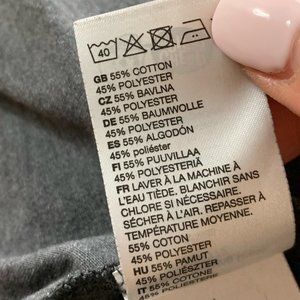 40
GB 55% COTTON
45% POLYESTER
CZ 55% BAVLNA
45% POLYESTER
DE 55% BAUMWOLLE
45% POLYESTER
ES 55% ALGODÓN
45% poliéster
FI 55% PUUVILLAA
45% POLYESTERIÄ
FR LAVER À LA MACHINE À
L'EAU TIÈDE. BLANCHIR SANS
CHLORE SI NÉCESSAIRE.
SÉCHER À L'AIR. REPASSER À
TEMPÉRATURE MOYENNE.
55% COTON
45% POLYESTER
HU 55% PAMUT
45% POLIÉSZTER
IT 55% COTONE
45% POLIESTERE